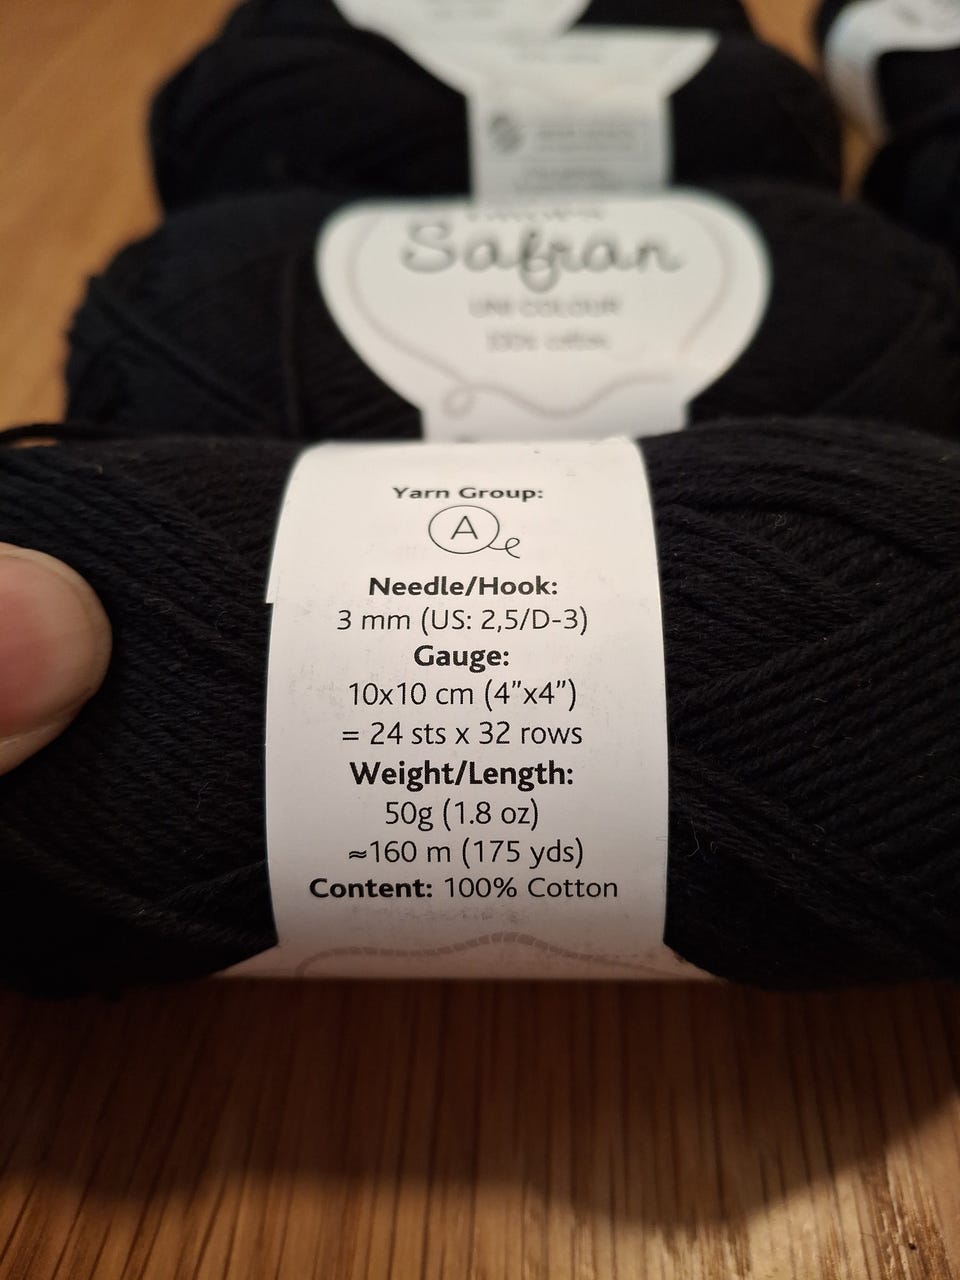 Safran
UNI COLOUR
100% cotton
Yarn Group:
A
Needle/Hook:
3 mm (US: 2,5/D-3)
Gauge:
10x10 cm (4”x4”)
= 24 sts x 32 rows
Weight/Length:
50g (1.8 oz)
≈160 m (175 yds)
Content: 100% Cotton